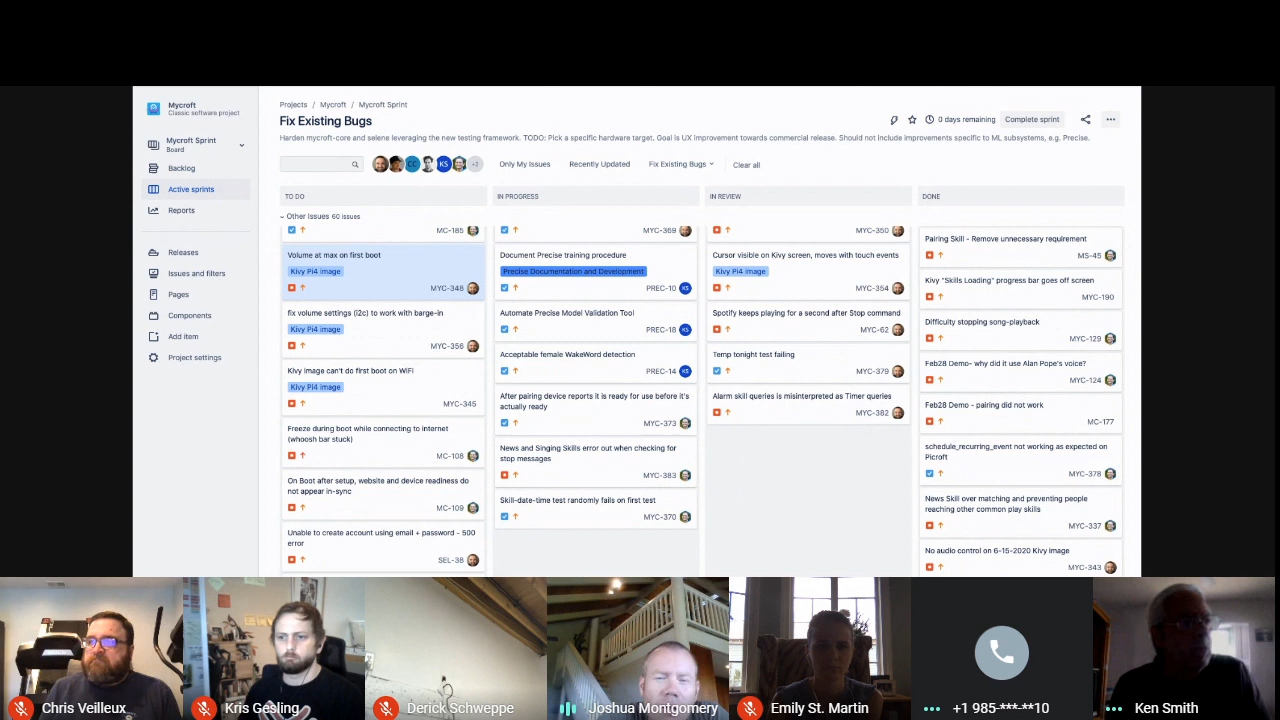 Mycroft
Classic software project
Mycroft Sprint
Board
Backlog
Active sprints
Reports
Releases
Issues and filters
Pages
Components
Add item
Project settings
Projects / Mycroft / Mycroft Sprint
Fix Existing Bugs
0 days remaining
Complete sprint
Harden mycroft-core and selene leveraging the new testing framework. TODO: Pick a specific hardware target. Goal is UX improvement towards commercial release. Should not include improvements specific to ML subsystems, e.g. Precise.
CC
KS
+2
Only My Issues
Recently Updated
Fix Existing Bugs
Clear all
TO DO
IN PROGRESS
IN REVIEW
DONE
Other Issues 60 issues
MC-185
Volume at max on first boot
Kivy Pi4 image
MYC-348
fix volume settings (i2c) to work with barge-in
Kivy Pi4 image
MYC-356
Kivy image can't do first boot on WiFi
Kivy Pi4 image
MYC-345
Freeze during boot while connecting to internet
(whoosh bar stuck)
MC-108
On Boot after setup, website and device readiness do
not appear in-sync
MC-109
Unable to create account using email + password - 500
error
SEL-38
MYC-369
Document Precise training procedure
Precise Documentation and Development
PREC-10
KS
Automate Precise Model Validation Tool
PREC-18
KS
Acceptable female WakeWord detection
PREC-14
KS
After pairing device reports it is ready for use before it's
actually ready
MYC-373
News and Singing Skills error out when checking for
stop messages
MYC-383
Skill-date-time test randomly fails on first test
MYC-370
MYC-350
Cursor visible on Kivy screen, moves with touch events
Kivy Pi4 image
MYC-354
Spotify keeps playing for a second after Stop command
MYC-62
Temp tonight test failing
MYC-379
Alarm skill queries is misinterpreted as Timer queries
MYC-382
Pairing Skill - Remove unnecessary requirement
MS-45
Kivy "Skills Loading" progress bar goes off screen
MYC-190
Difficulty stopping song-playback
MYC-129
Feb28 Demo- why did it use Alan Pope's voice?
MYC-124
Feb28 Demo - pairing did not work
MC-177
schedule_recurring_event not working as expected on
Picroft
MYC-378
News Skill over matching and preventing people
reaching other common play skills
MYC-337
No audio control on 6-15-2020 Kivy image
MYC-343
Chris Veilleux
Kris Gesling
Derick Schweppe
Joshua Montgomery
Emily St. Martin
+1 985-***-**10
Ken Smith